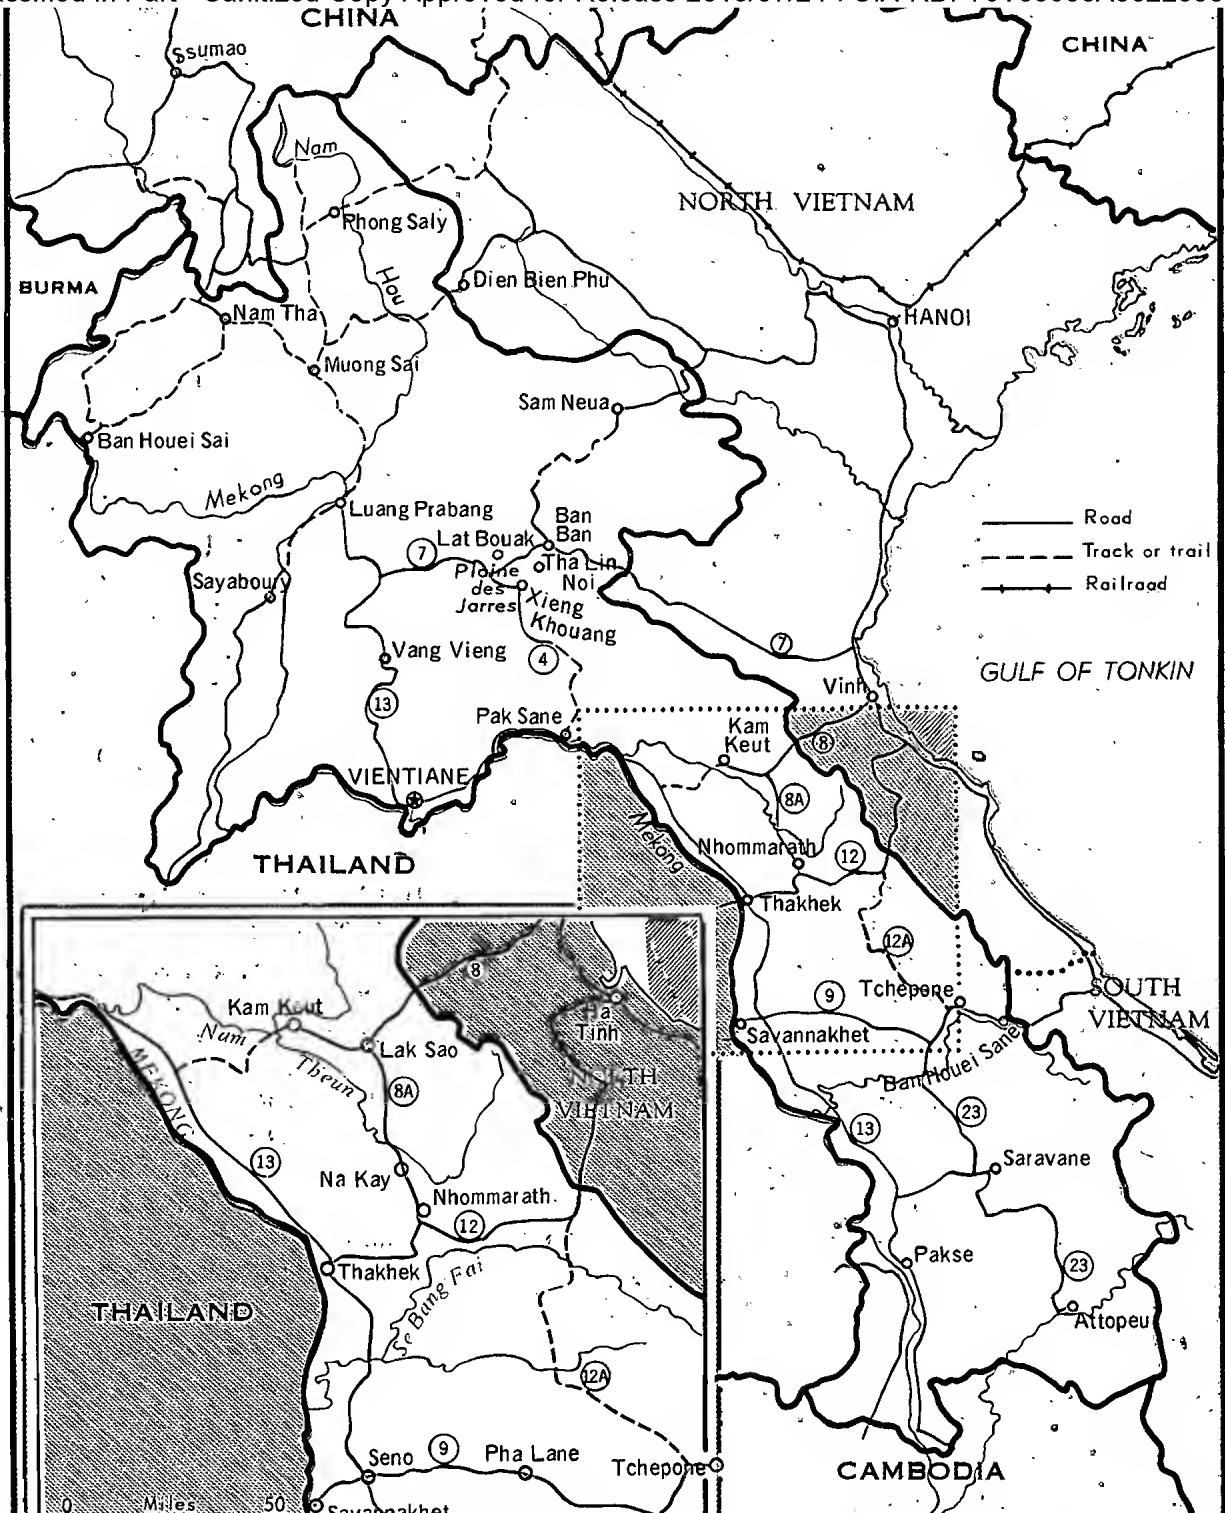 CHINA
CHINA
Ssumao
Nam
NORTH VIETNAM
Phong Saly
Hou
BURMA
Dien Bien Phu
Nam Tha
HANOI
Muong Sai
Sam Neua
Ban Houei Sai
Mekong
Luang Prabang
Ban
Ban
Lat Bouak
7
Tha Lin
Noi
Plaine
des
Jarres
Xieng
Khouang
Sayaboury
Road
Track or trail
Railroad
Vang Vieng
4
7
GULF OF TONKIN
13
Vinh
Pak Sane
Kam
Keut
8
VIENTIANE
8A
Mekong
Nhommarath
12
THAILAND
Thakhek
12A
Tchepone
9
SOUTH
VIETNAM
Savannakhet
Ban Houei Sane
13
23
Saravane
Pakse
23
Attopeu
CAMBODIA
8
Kam Keut
Ha
Tinh
Nam
Theun
Lak Sao
MEKONG
8A
NORTH
VIETNAM
13
Na Kay
Nhommarath
12
Thakhek
Se Bang Fai
THAILAND
12A
Seno
9
Pha Lane
Tchepone
0 Miles 50
Savannakhet